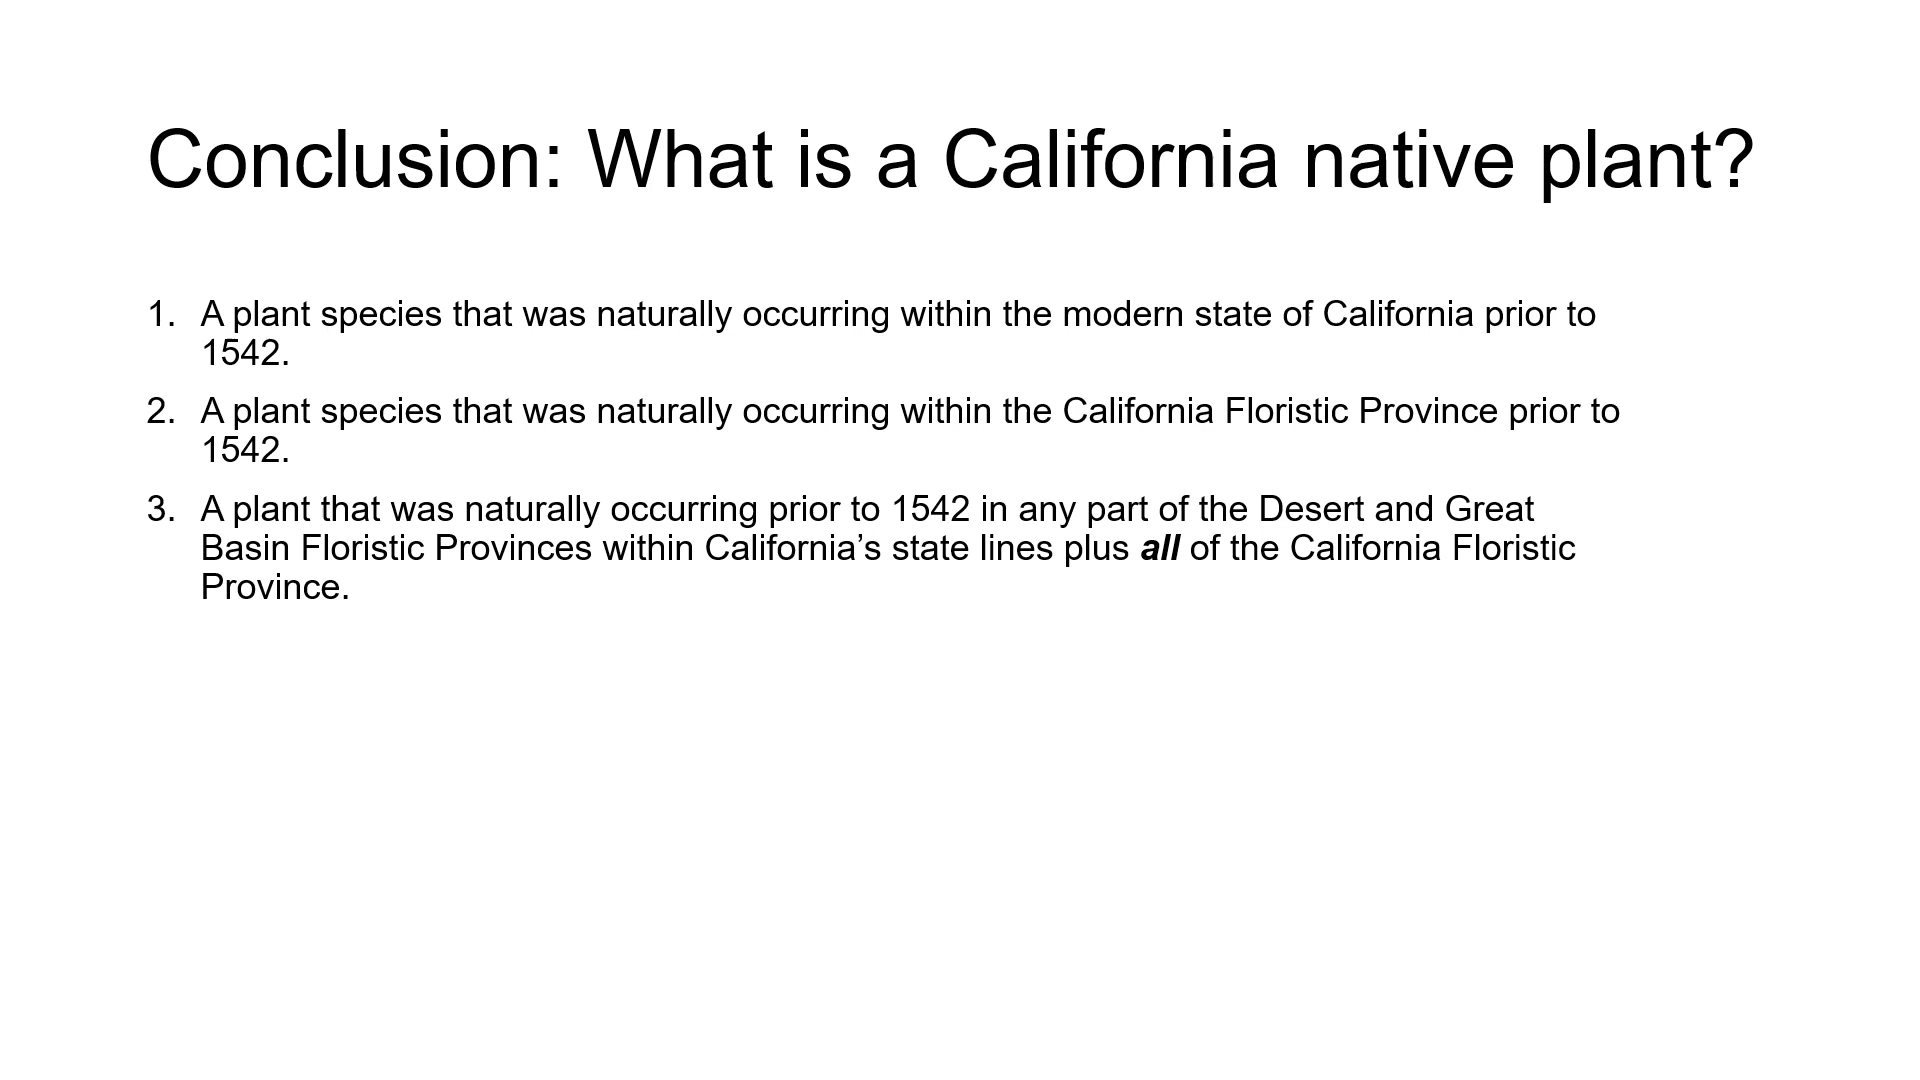 Conclusion: What is a California native plant?
1. A plant species that was naturally occurring within the modern state of California prior to
1542.
2. A plant species that was naturally occurring within the California Floristic Province prior to
1542.
3. A plant that was naturally occurring prior to 1542 in any part of the Desert and Great
Basin Floristic Provinces within California’s state lines plus all of the California Floristic
Province.